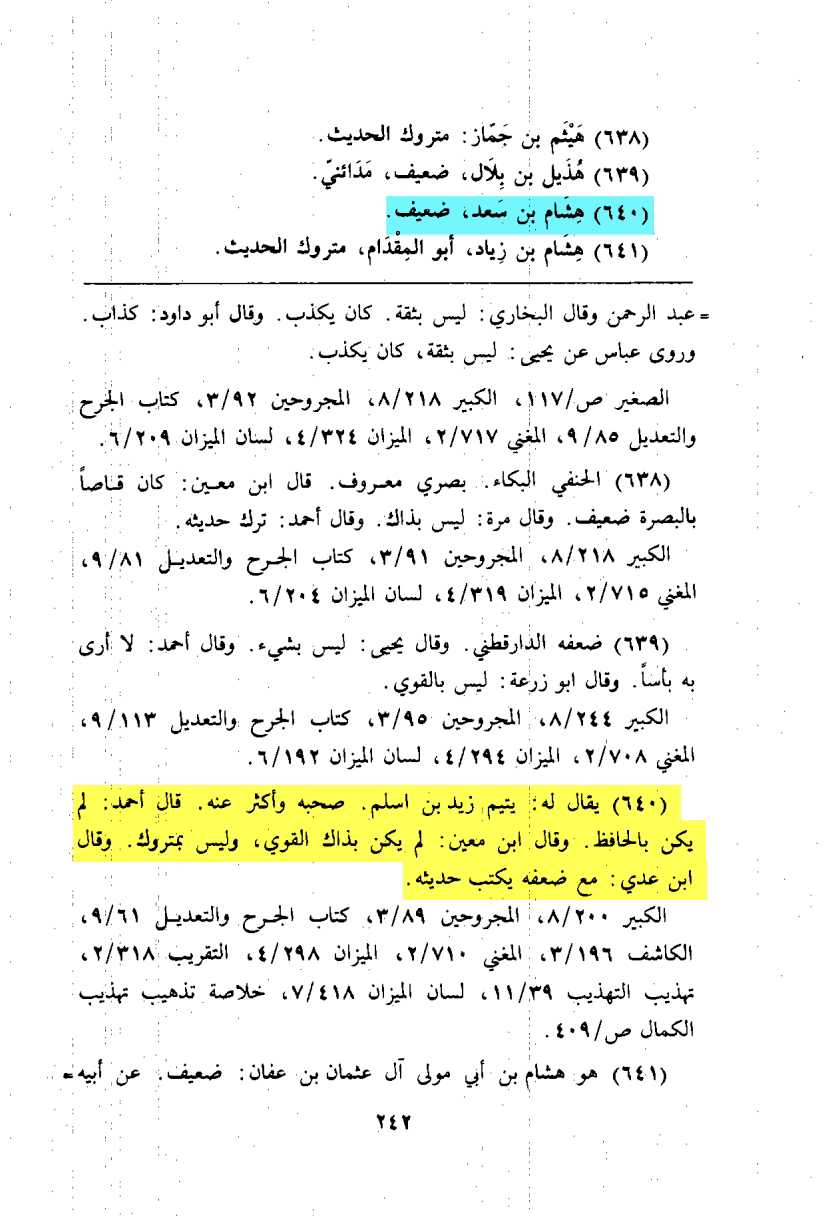 (٦٣٨) هَيْثَم بن جَمّاز: متروك الحديث.
(٦٣٩) هُذَيل بن بِلَال، ضعيف، مَدَائنيّ.
(٦٤٠) هِشَام بن سَعد، ضعيف.
(٦٤١) هِشَام بن زِياد، أبو المِقْدَام، متروك الحديث.
= عبد الرحمن وقال البخاري: ليس بثقة. كان يكذب. وقال أبو داود: كذاب.
وروى عباس عن يحيى: ليس بثقة، كان يكذب.
الصغير ص/١١٧، الكبير ٨/٢١٨، المجروحين ٣/٩٢، كتاب الجرح
والتعديل ٩/٨٥، المغني ٢/٧١٧، الميزان ٤/٣٢٤، لسان الميزان ٦/٢٠٩.
(٦٣٨) الحنفي البكاء. بصري معروف. قال ابن معين: كان قاصاً
بالبصرة ضعيف. وقال مرة: ليس بذاك. وقال أحمد: ترك حديثه.
الكبير ٨/٢١٨، المجروحين ٣/٩١، كتاب الجرح والتعديل ٩/٨١،
المغني ٢/٧١٥، الميزان ٤/٣١٩، لسان الميزان ٦/٢٠٤.
(٦٣٩) ضعفه الدارقطني. وقال يحيى: ليس بشيء. وقال أحمد: لا أرى
به بأساً. وقال ابو زرعة: ليس بالقوي.
الكبير ٨/٢٤٤، المجروحين ٣/٩٥، كتاب الجرح والتعديل ٩/١١٣،
المغني ٢/٧٠٨، الميزان ٤/٢٩٤، لسان الميزان ٦/١٩٢.
(٦٤٠) يقال له: يتيم زيد بن اسلم. صحبه وأكثر عنه. قال أحمد: لم
يكن بالحافظ. وقال ابن معين: لم يكن بذاك القوي، وليس بمتروك. وقال
ابن عدي: مع ضعفه يكتب حديثه.
الكبير ٨/٢٠٠، المجروحين ٣/٨٩، كتاب الجرح والتعديل ٩/٦١،
الكاشف ٣/١٩٦، المغني ٢/٧١٠، الميزان ٤/٢٩٨، التقريب ٢/٣١٨،
تهذيب التهذيب ١١/٣٩، لسان الميزان ٧/٤١٨، خلاصة تذهيب تهذيب
الكمال ص/٤٠٩.
(٦٤١) هو هشام بن أبي مولى آل عثمان بن عفان: ضعيف. عن أبيه =
٢٤٢